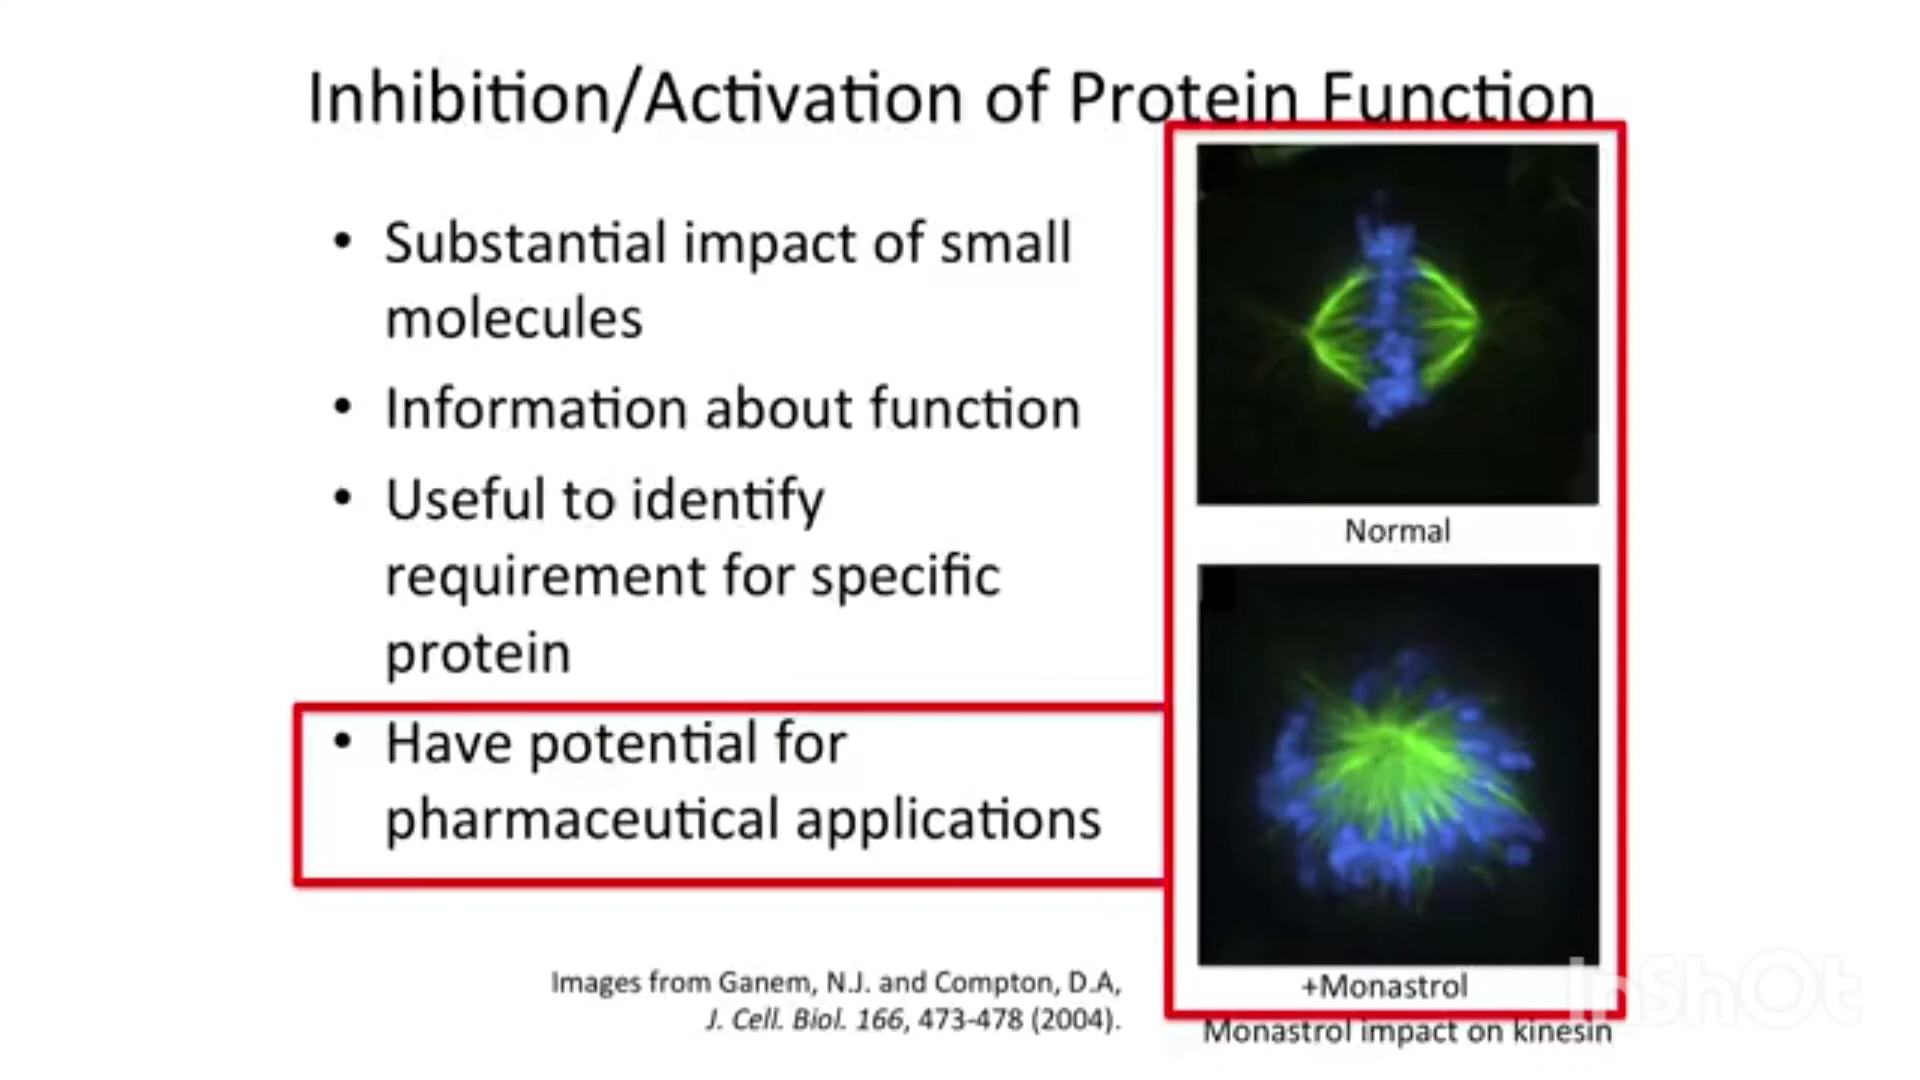 Inhibition/Activation of Protein Function
• Substantial impact of small
molecules
• Information about function
• Useful to identify
requirement for specific
protein
• Have potential for
pharmaceutical applications
Images from Ganem, N.J. and Compton, D.A,
J. Cell. Biol. 166, 473-478 (2004).
Normal
+Monastrol
Monastrol impact on kinesin
InShOt